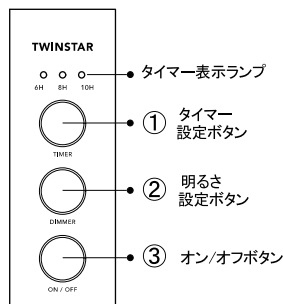 TWINSTAR
6H 8H 10H
タイマー表示ランプ
① タイマー
設定ボタン
TIMER
② 明るさ
設定ボタン
DIMMER
③ オン/オフボタン
ON / OFF